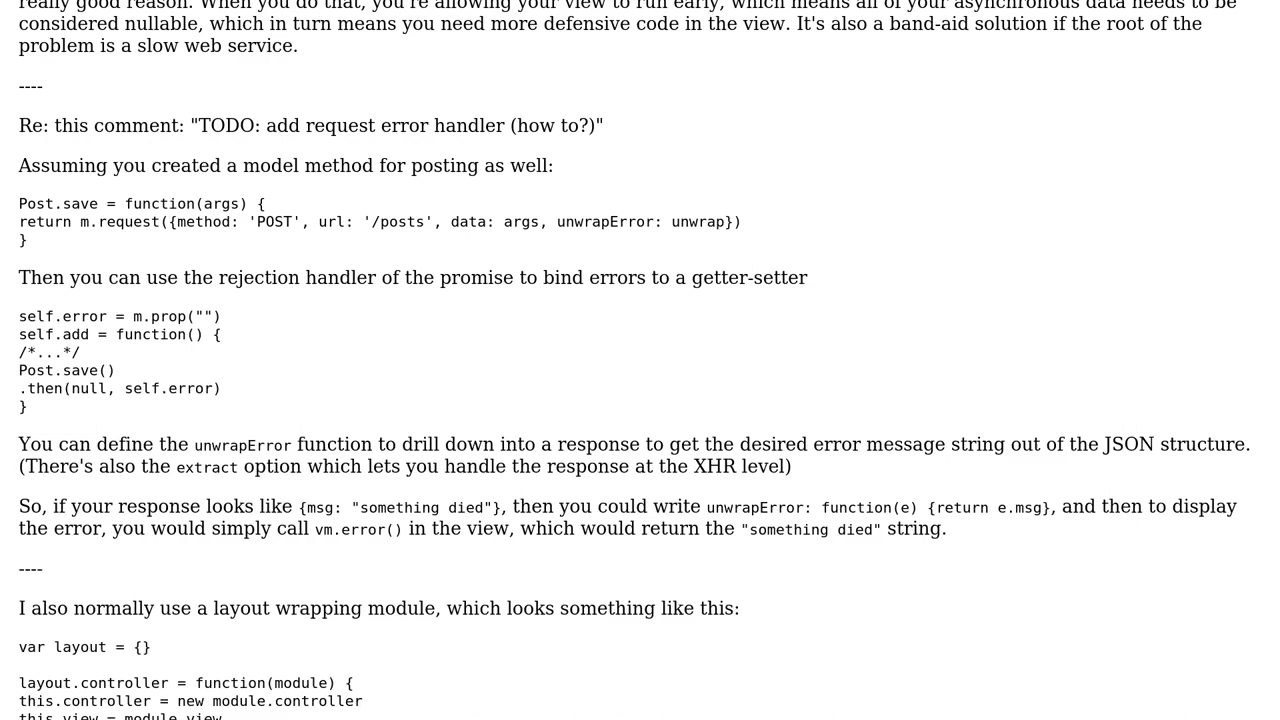 really good reason. When you do that, you're allowing your view to run early, which means all of your asynchronous data needs to be
considered nullable, which in turn means you need more defensive code in the view. It's also a band-aid solution if the root of the
problem is a slow web service.
----
Re: this comment: "TODO: add request error handler (how to?)"
Assuming you created a model method for posting as well:
Post.save = function(args) {
return m.request({method: 'POST', url: '/posts', data: args, unwrapError: unwrap})
}
Then you can use the rejection handler of the promise to bind errors to a getter-setter
self.error = m.prop("")
self.add = function() {
/*...*/
Post.save()
.then(null, self.error)
}
You can define the unwrapError function to drill down into a response to get the desired error message string out of the JSON structure.
(There's also the extract option which lets you handle the response at the XHR level)
So, if your response looks like {msg: "something died"}, then you could write unwrapError: function(e) {return e.msg}, and then to display
the error, you would simply call vm.error() in the view, which would return the "something died" string.
----
I also normally use a layout wrapping module, which looks something like this:
var layout = {}
layout.controller = function(module) {
this.controller = new module.controller
this.view = module.view